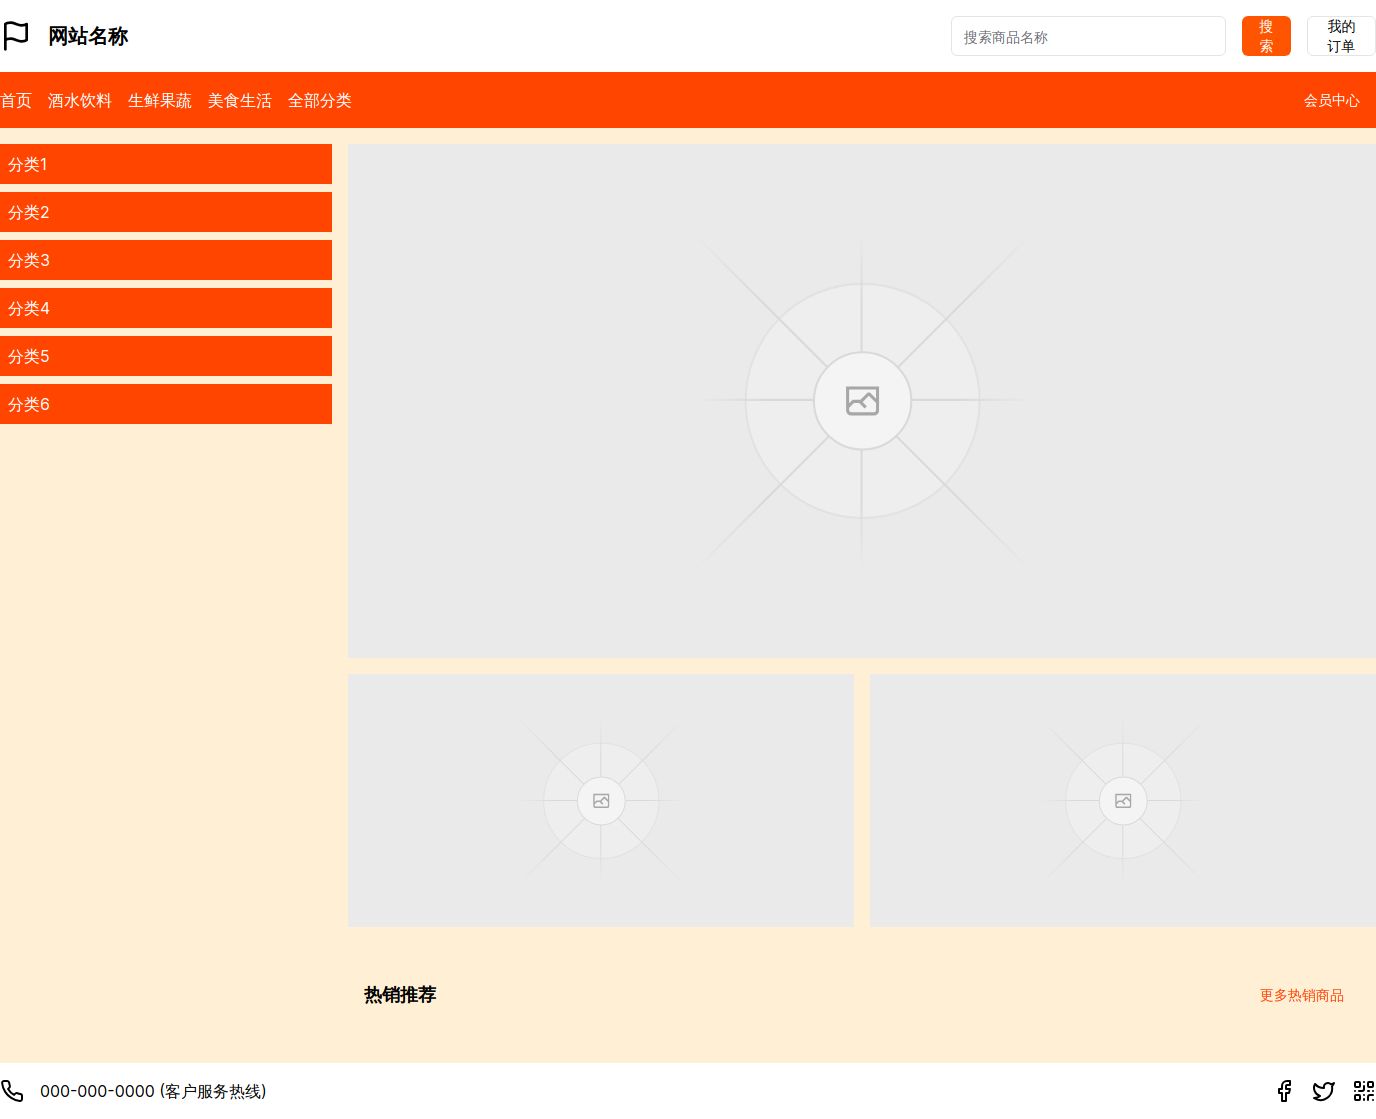 网站名称
搜索商品名称
搜
索
我的
订单
首页 酒水饮料 生鲜果蔬 美食生活 全部分类
会员中心
分类1
分类2
分类3
分类4
分类5
分类6
热销推荐
更多热销商品
000-000-0000 (客户服务热线)